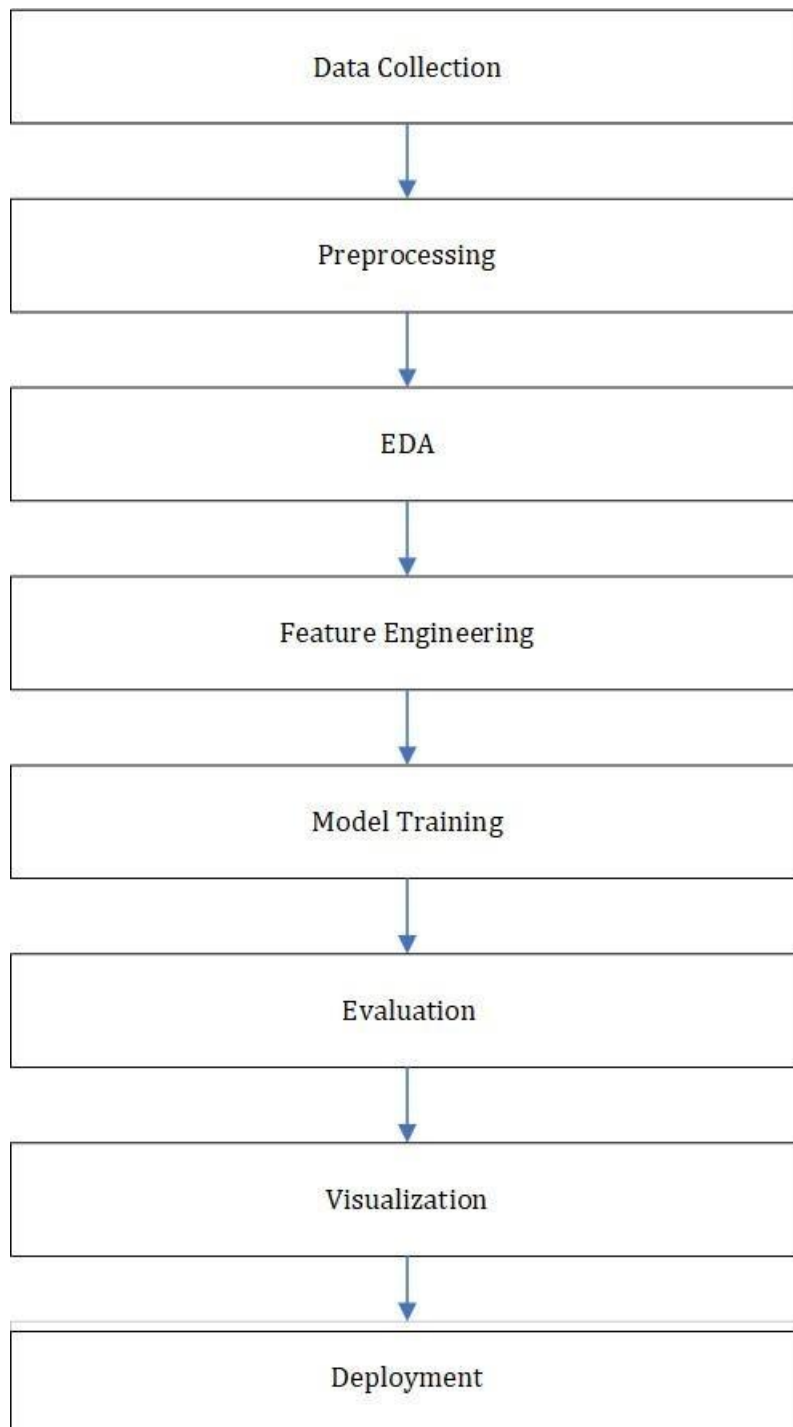 Data Collection
Preprocessing
EDA
Feature Engineering
Model Training
Evaluation
Visualization
Deployment